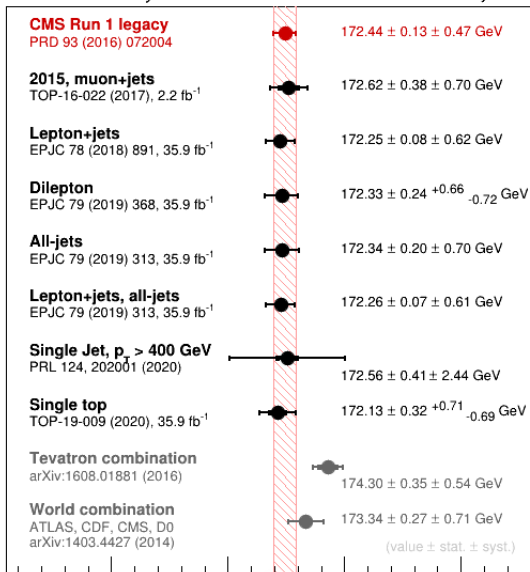 CMS Run 1 legacy
PRD 93 (2016) 072004
172.44 ± 0.13 ± 0.47 GeV
2015, muon+jets
TOP-16-022 (2017), 2.2 fb⁻¹
172.62 ± 0.38 ± 0.70 GeV
Lepton+jets
EPJC 78 (2018) 891, 35.9 fb⁻¹
172.25 ± 0.08 ± 0.62 GeV
Dilepton
EPJC 79 (2019) 368, 35.9 fb⁻¹
172.33 ± 0.24 +0.66 -0.72 GeV
All-jets
EPJC 79 (2019) 313, 35.9 fb⁻¹
172.34 ± 0.20 ± 0.70 GeV
Lepton+jets, all-jets
EPJC 79 (2019) 313, 35.9 fb⁻¹
172.26 ± 0.07 ± 0.61 GeV
Single Jet, p_T > 400 GeV
PRL 124, 202001 (2020)
172.56 ± 0.41 ± 2.44 GeV
Single top
TOP-19-009 (2020), 35.9 fb⁻¹
172.13 ± 0.32 +0.71 -0.69 GeV
Tevatron combination
arXiv:1608.01881 (2016)
174.30 ± 0.35 ± 0.54 GeV
World combination
ATLAS, CDF, CMS, D0
arXiv:1403.4427 (2014)
173.34 ± 0.27 ± 0.71 GeV
(value ± stat. ± syst.)